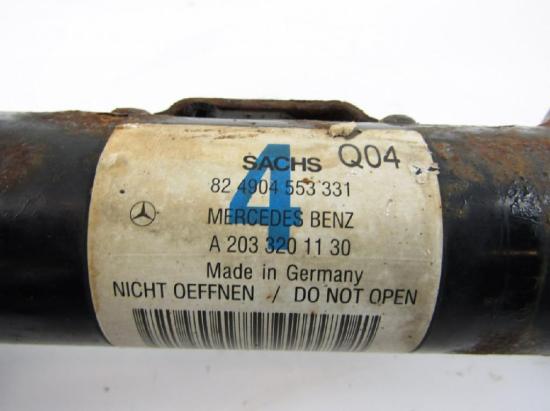 SACHS Q04
4
82 4904 553 331
MERCEDES BENZ
A 203 320 11 30
Made in Germany
NICHT OEFFNEN / DO NOT OPEN